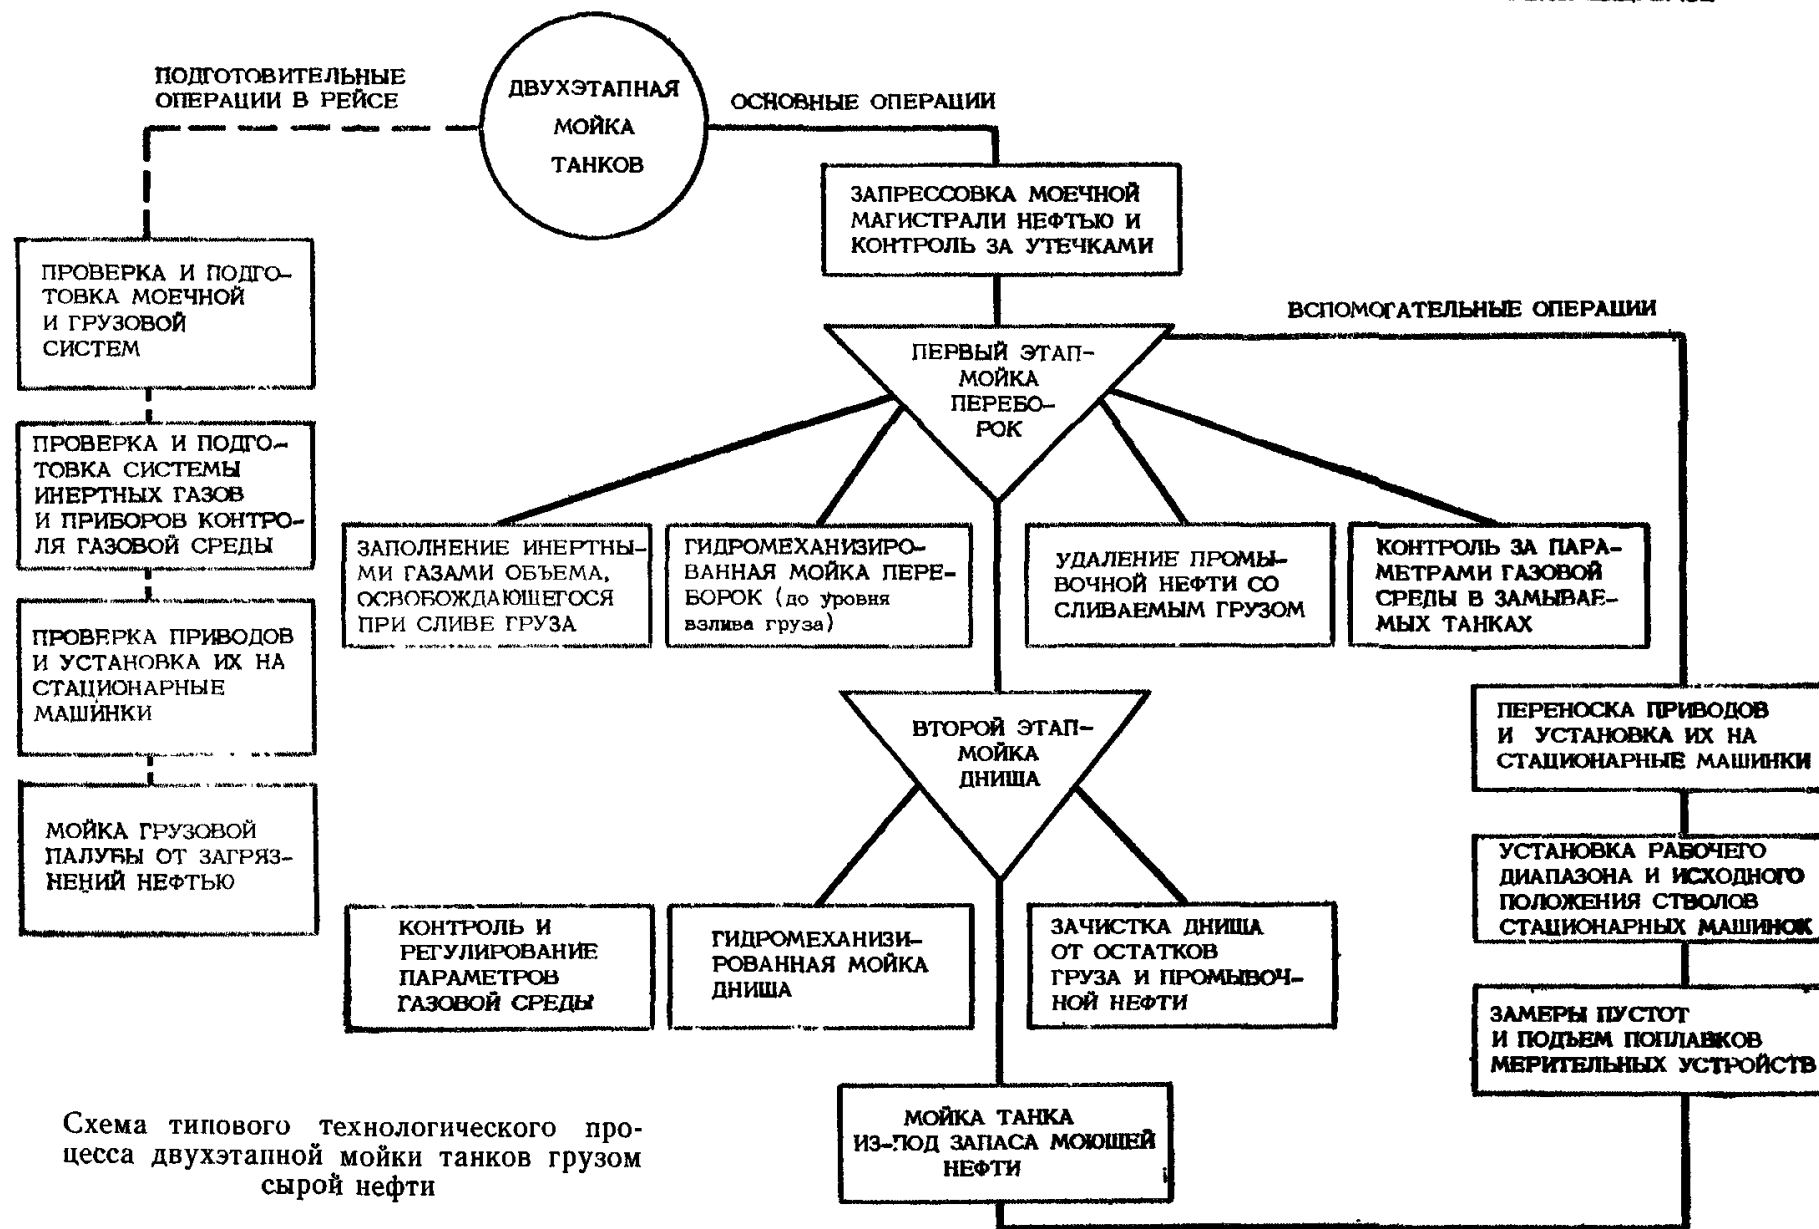 ПОДГОТОВИТЕЛЬНЫЕ
ОПЕРАЦИИ В РЕЙСЕ
ДВУХЭТАПНАЯ
МОЙКА
ТАНКОВ
ОСНОВНЫЕ ОПЕРАЦИИ
ЗАПРЕССОВКА МОЕЧНОЙ
МАГИСТРАЛИ НЕФТЬЮ И
КОНТРОЛЬ ЗА УТЕЧКАМИ
ПРОВЕРКА И ПОДГО-
ТОВКА МОЕЧНОЙ
И ГРУЗОВОЙ
СИСТЕМ
ПРОВЕРКА И ПОДГО-
ТОВКА СИСТЕМЫ
ИНЕРТНЫХ ГАЗОВ
И ПРИБОРОВ КОНТРО-
ЛЯ ГАЗОВОЙ СРЕДЫ
ПРОВЕРКА ПРИВОДОВ
И УСТАНОВКА ИХ НА
СТАЦИОНАРНЫЕ
МАШИНКИ
МОЙКА ГРУЗОВОЙ
ПАЛУБЫ ОТ ЗАГРЯЗ-
НЕНИЙ НЕФТЬЮ
ВСПОМОГАТЕЛЬНЫЕ ОПЕРАЦИИ
ПЕРВЫЙ ЭТАП-
МОЙКА
ПЕРЕБО-
РОК
ЗАПОЛНЕНИЕ ИНЕРТНЫ-
МИ ГАЗАМИ ОБЪЕМА,
ОСВОБОЖДАЮЩЕГОСЯ
ПРИ СЛИВЕ ГРУЗА
ГИДРОМЕХАНИЗИРО-
ВАННАЯ МОЙКА ПЕРЕ-
БОРОК (до уровня
взлива груза)
УДАЛЕНИЕ ПРОМЫ-
ВОЧНОЙ НЕФТИ СО
СЛИВАЕМЫМ ГРУЗОМ
КОНТРОЛЬ ЗА ПАРА-
МЕТРАМИ ГАЗОВОЙ
СРЕДЫ В ЗАМЫВАЕ-
МЫХ ТАНКАХ
ВТОРОЙ ЭТАП-
МОЙКА
ДНИЩА
КОНТРОЛЬ И
РЕГУЛИРОВАНИЕ
ПАРАМЕТРОВ
ГАЗОВОЙ СРЕДЫ
ГИДРОМЕХАНИЗИ-
РОВАННАЯ МОЙКА
ДНИЩА
ЗАЧИСТКА ДНИЩА
ОТ ОСТАТКОВ
ГРУЗА И ПРОМЫВОЧ-
НОЙ НЕФТИ
ПЕРЕНОСКА ПРИВОДОВ
И УСТАНОВКА ИХ НА
СТАЦИОНАРНЫЕ МАШИНКИ
УСТАНОВКА РАБОЧЕГО
ДИАПАЗОНА И ИСХОДНОГО
ПОЛОЖЕНИЯ СТВОЛОВ
СТАЦИОНАРНЫХ МАШИНОК
ЗАМЕРЫ ПУСТОТ
И ПОДЪЕМ ПОПЛАВКОВ
МЕРИТЕЛЬНЫХ УСТРОЙСТВ
МОЙКА ТАНКА
ИЗ-ПОД ЗАПАСА МОЮЩЕЙ
НЕФТИ
Схема типового технологического про-
цесса двухэтапной мойки танков грузом
сырой нефти